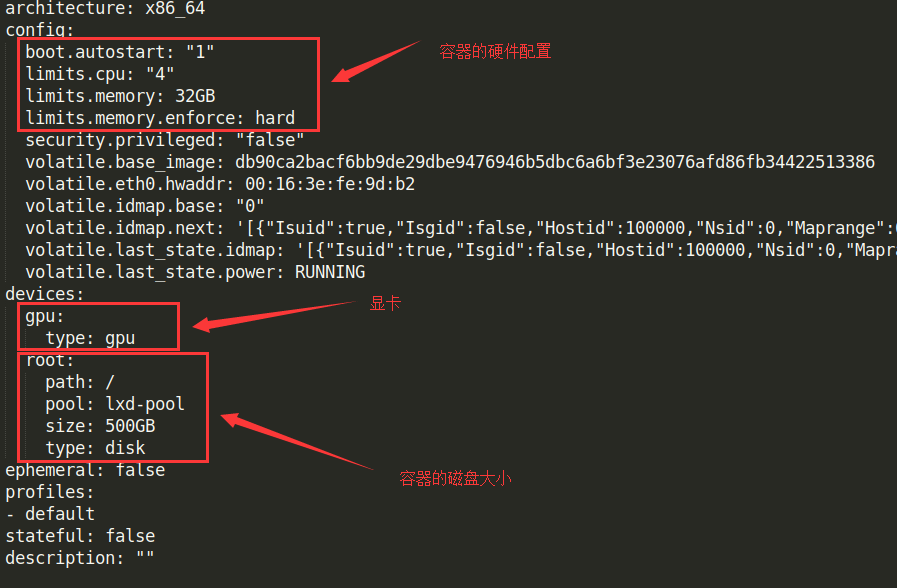 architecture: x86_64
config:
boot.autostart: "1"
容器的硬件配置
limits.cpu: "4"
limits.memory: 32GB
limits.memory.enforce: hard
security.privileged: "false"
volatile.base_image: db90ca2bacf6bb9de29dbe9476946b5dbc6a6bf3e23076afd86fb34422513386
volatile.eth0.hwaddr: 00:16:3e:fe:9d:b2
volatile.idmap.base: "0"
volatile.idmap.next: '[{"Isuid":true,"Isgid":false,"Hostid":100000,"Nsid":0,"Maprange":
volatile.last_state.idmap: '[{"Isuid":true,"Isgid":false,"Hostid":100000,"Nsid":0,"Mapra
volatile.last_state.power: RUNNING
devices:
显卡
gpu:
type: gpu
root:
path: /
pool: lxd-pool
size: 500GB
type: disk
ephemeral: false
容器的磁盘大小
profiles:
- default
stateful: false
description: ""